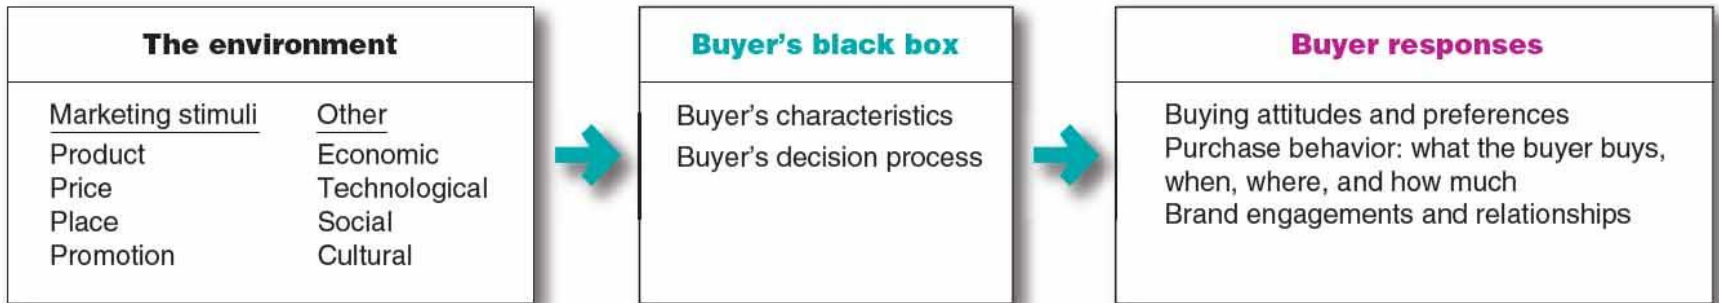 The environment
Marketing stimuli
Product
Price
Place
Promotion
Other
Economic
Technological
Social
Cultural
Buyer’s black box
Buyer’s characteristics
Buyer’s decision process
Buyer responses
Buying attitudes and preferences
Purchase behavior: what the buyer buys,
when, where, and how much
Brand engagements and relationships